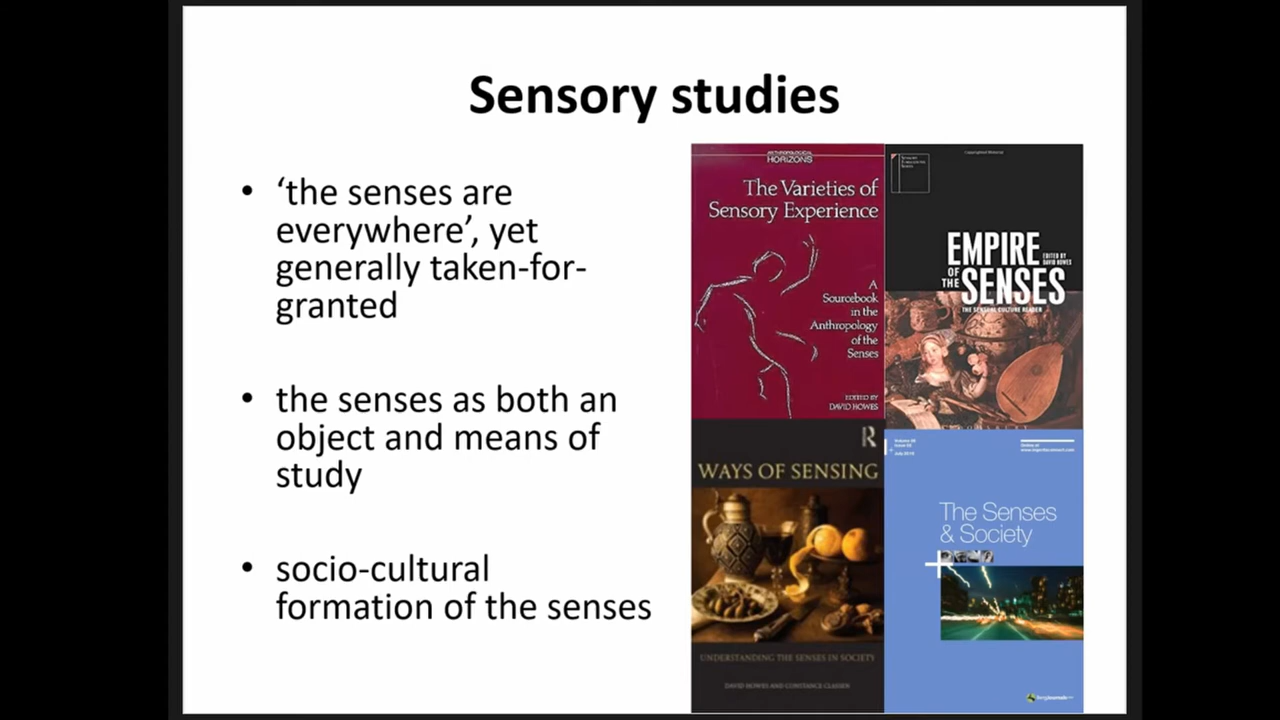 Sensory studies
• ‘the senses are
everywhere’, yet
generally taken-for-
granted
• the senses as both an
object and means of
study
• socio-cultural
formation of the senses
ANTHROPOLOGICAL
HORIZONS
The Varieties of
Sensory Experience
A
Sourcebook
in the
Anthropology
of the
Senses
EDITED BY
DAVID HOWES
EMPIRE
OF
THE
SENSES
EDITED BY
DAVID HOWES
THE SENSUAL CULTURE READER
R
WAYS OF SENSING
UNDERSTANDING THE SENSES IN SOCIETY
DAVID HOWES AND CONSTANCE CLASSEN
The Senses
& Society